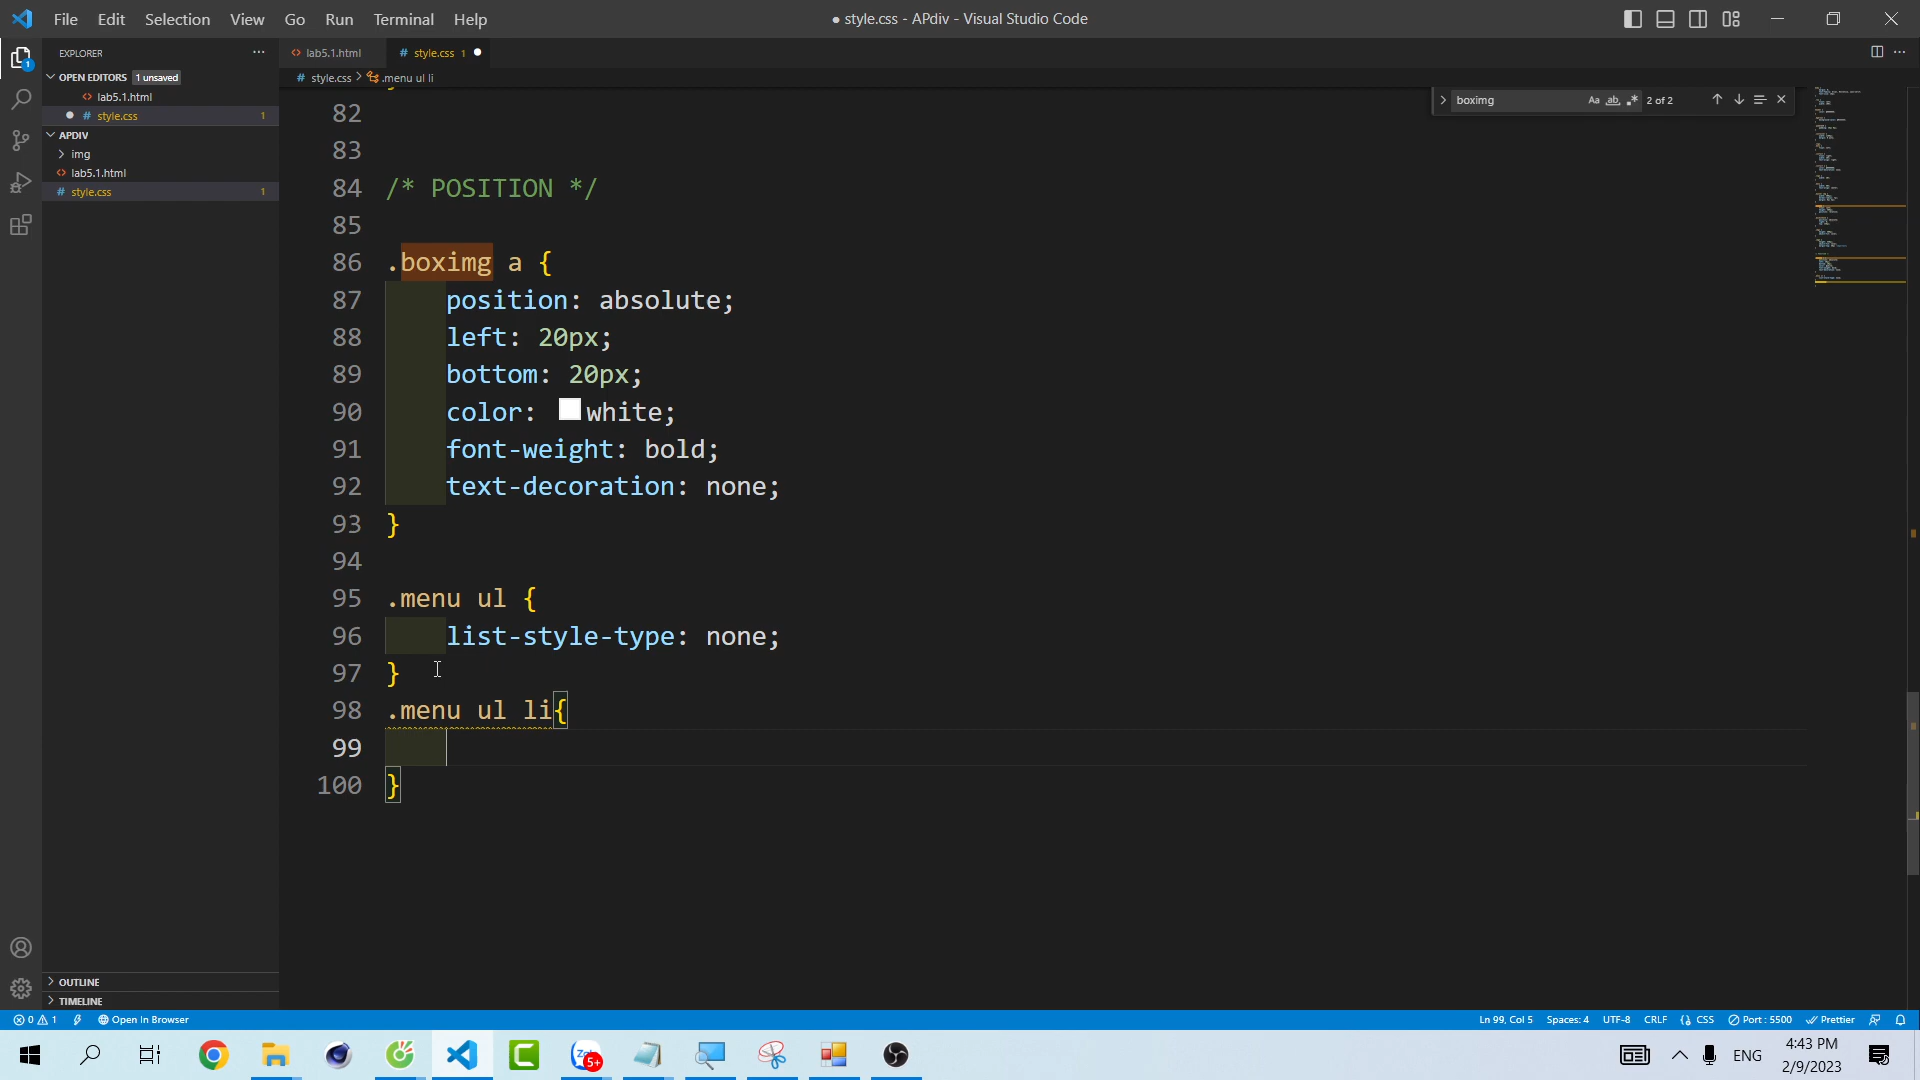 File Edit Selection View Go Run Terminal Help
● style.css - APdiv - Visual Studio Code
EXPLORER
lab5.1.html
# style.css 1
OPEN EDITORS 1 unsaved
# style.css > .menu ul li
lab5.1.html
# style.css 1
boximg
Aa ab 2 of 2
APDIV
img
lab5.1.html
# style.css 1
82
83
84 /* POSITION */
85
86 .boximg a {
87 position: absolute;
88 left: 20px;
89 bottom: 20px;
90 color: white;
91 font-weight: bold;
92 text-decoration: none;
93 }
94
95 .menu ul {
96 list-style-type: none;
97 }
98 .menu ul li{
99
100 }
OUTLINE
TIMELINE
0 1 Open In Browser
Ln 99, Col 5 Spaces: 4 UTF-8 CRLF {} CSS Port : 5500 Prettier
5+
ENG
4:43 PM
2/9/2023